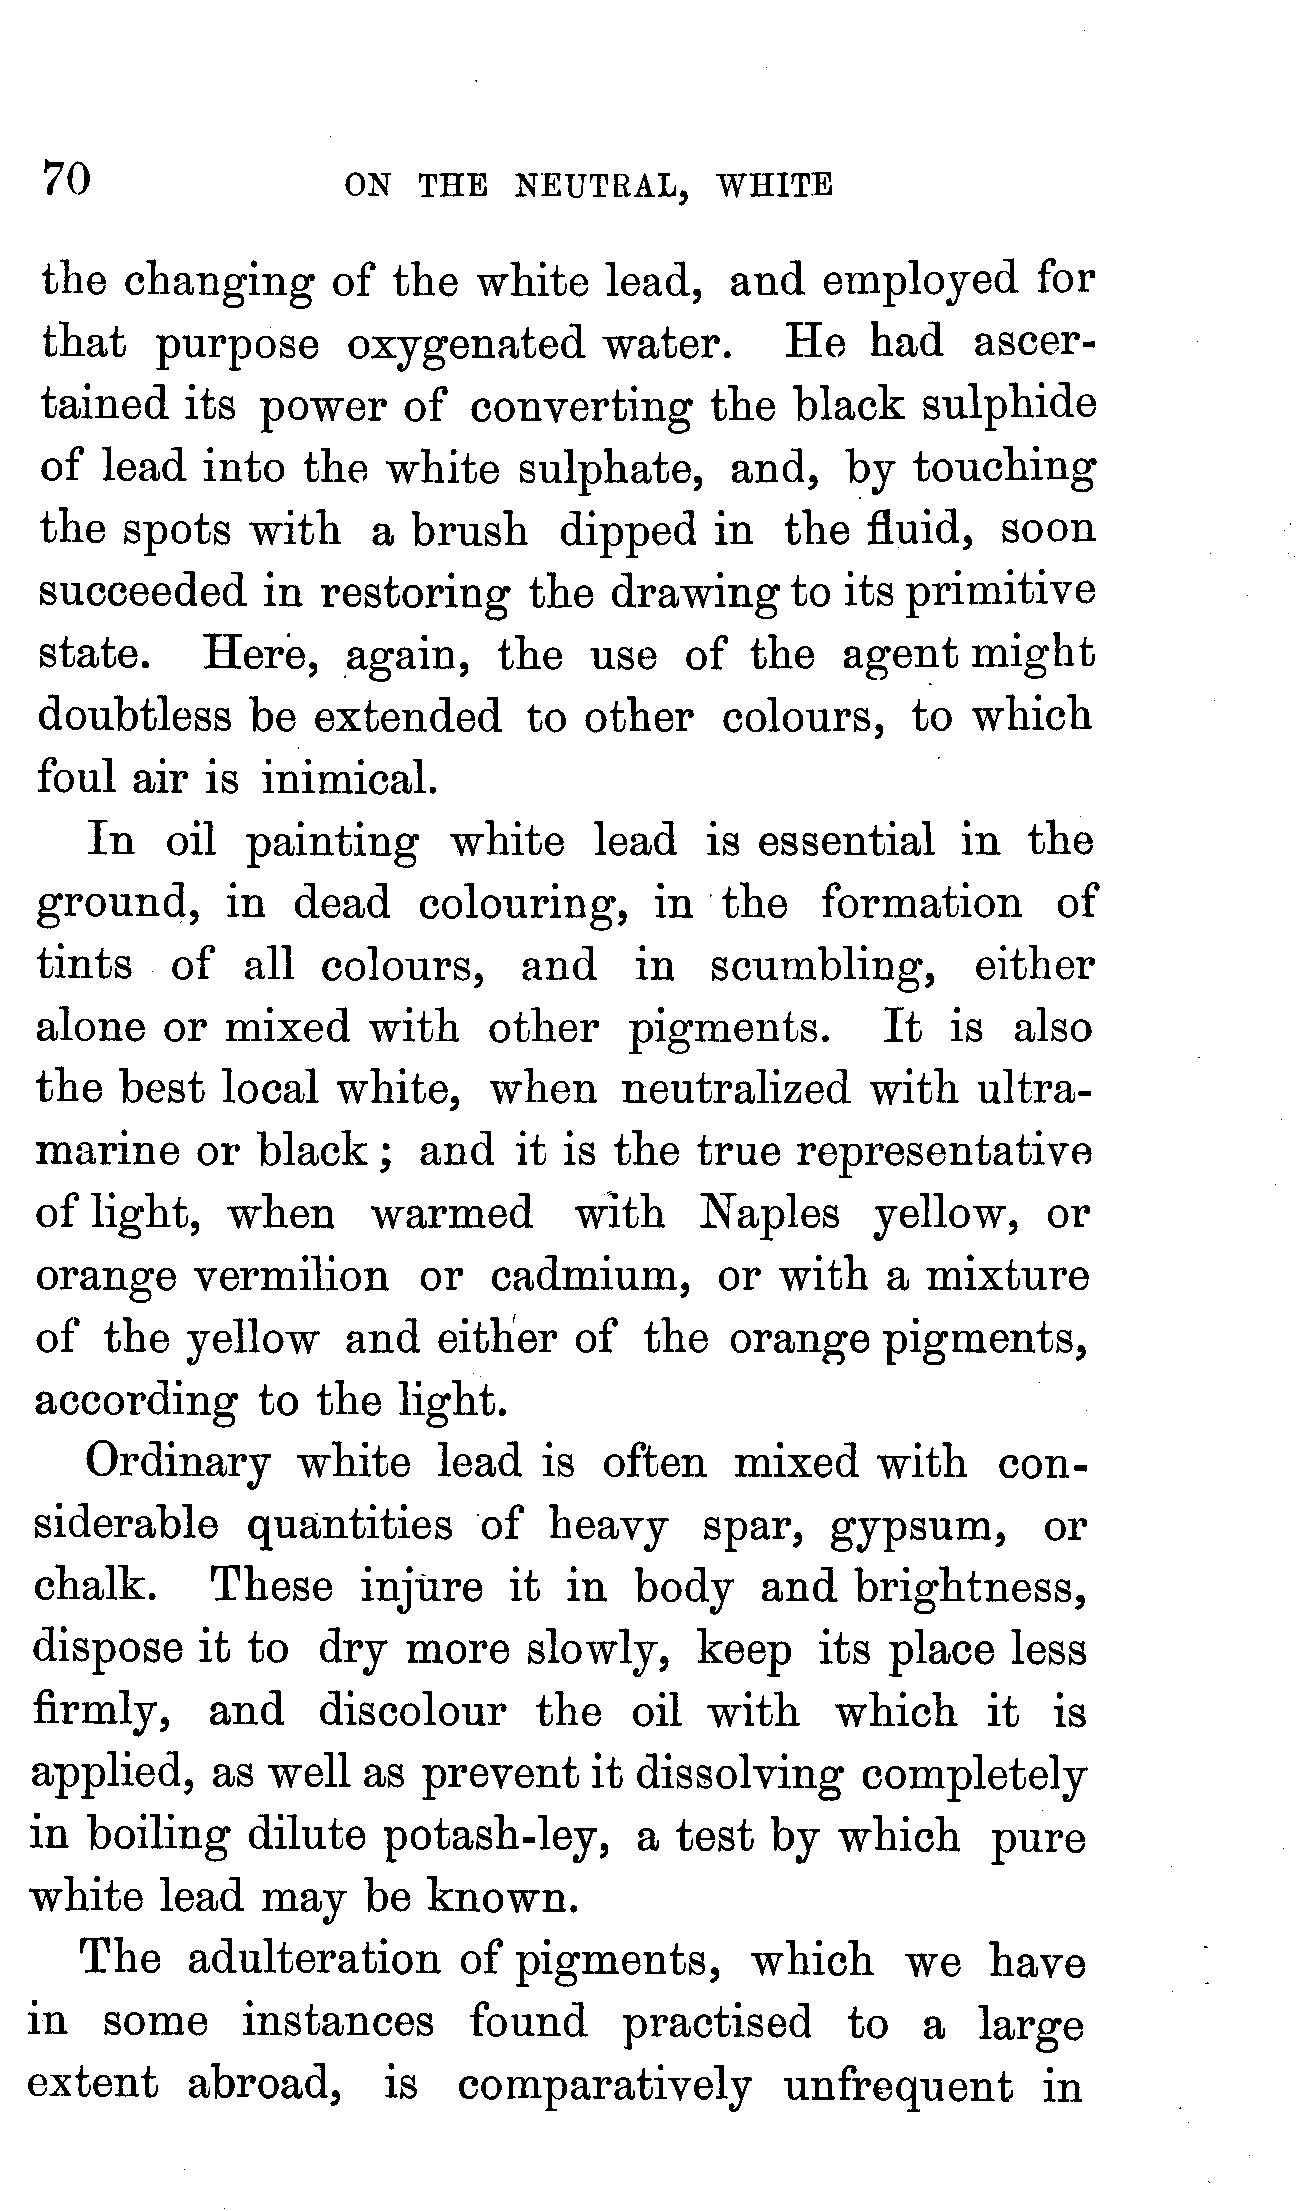 70 ON THE NEUTRAL, WHITE
the changing of the white lead, and employed for
that purpose oxygenated water. He had ascer-
tained its power of converting the black sulphide
of lead into the white sulphate, and, by touching
the spots with a brush dipped in the fluid, soon
succeeded in restoring the drawing to its primitive
state. Here, again, the use of the agent might
doubtless be extended to other colours, to which
foul air is inimical.
In oil painting white lead is essential in the
ground, in dead colouring, in the formation of
tints of all colours, and in scumbling, either
alone or mixed with other pigments. It is also
the best local white, when neutralized with ultra-
marine or black; and it is the true representative
of light, when warmed with Naples yellow, or
orange vermilion or cadmium, or with a mixture
of the yellow and either of the orange pigments,
according to the light.
Ordinary white lead is often mixed with con-
siderable quantities of heavy spar, gypsum, or
chalk. These injure it in body and brightness,
dispose it to dry more slowly, keep its place less
firmly, and discolour the oil with which it is
applied, as well as prevent it dissolving completely
in boiling dilute potash-ley, a test by which pure
white lead may be known.
The adulteration of pigments, which we have
in some instances found practised to a large
extent abroad, is comparatively unfrequent in